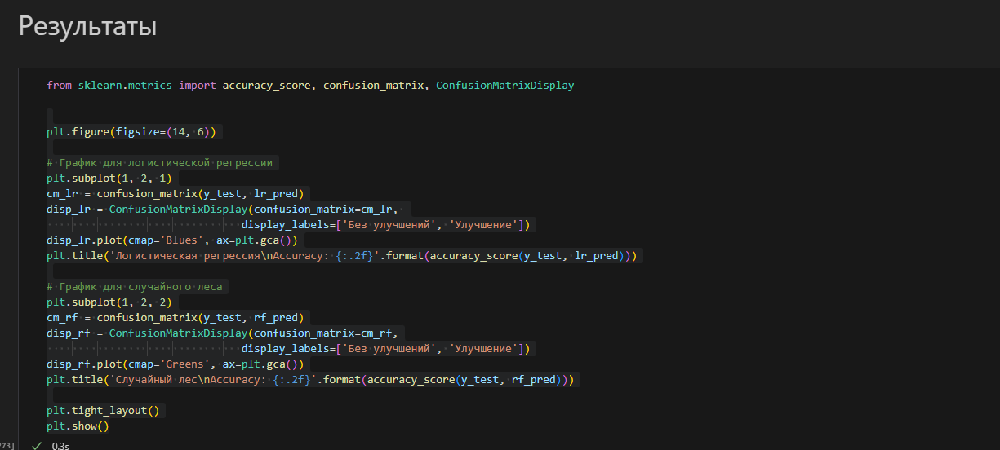 Результаты
from sklearn.metrics import accuracy_score, confusion_matrix, ConfusionMatrixDisplay
plt.figure(figsize=(14, 6))
# График для логистической регрессии
plt.subplot(1, 2, 1)
cm_lr = confusion_matrix(y_test, lr_pred)
disp_lr = ConfusionMatrixDisplay(confusion_matrix=cm_lr,
display_labels=['Без улучшений', 'Улучшение'])
disp_lr.plot(cmap='Blues', ax=plt.gca())
plt.title('Логистическая регрессия\nAccuracy: {:.2f}'.format(accuracy_score(y_test, lr_pred)))
# График для случайного леса
plt.subplot(1, 2, 2)
cm_rf = confusion_matrix(y_test, rf_pred)
disp_rf = ConfusionMatrixDisplay(confusion_matrix=cm_rf,
display_labels=['Без улучшений', 'Улучшение'])
disp_rf.plot(cmap='Greens', ax=plt.gca())
plt.title('Случайный лес\nAccuracy: {:.2f}'.format(accuracy_score(y_test, rf_pred)))
plt.tight_layout()
plt.show()
273] 0.3s